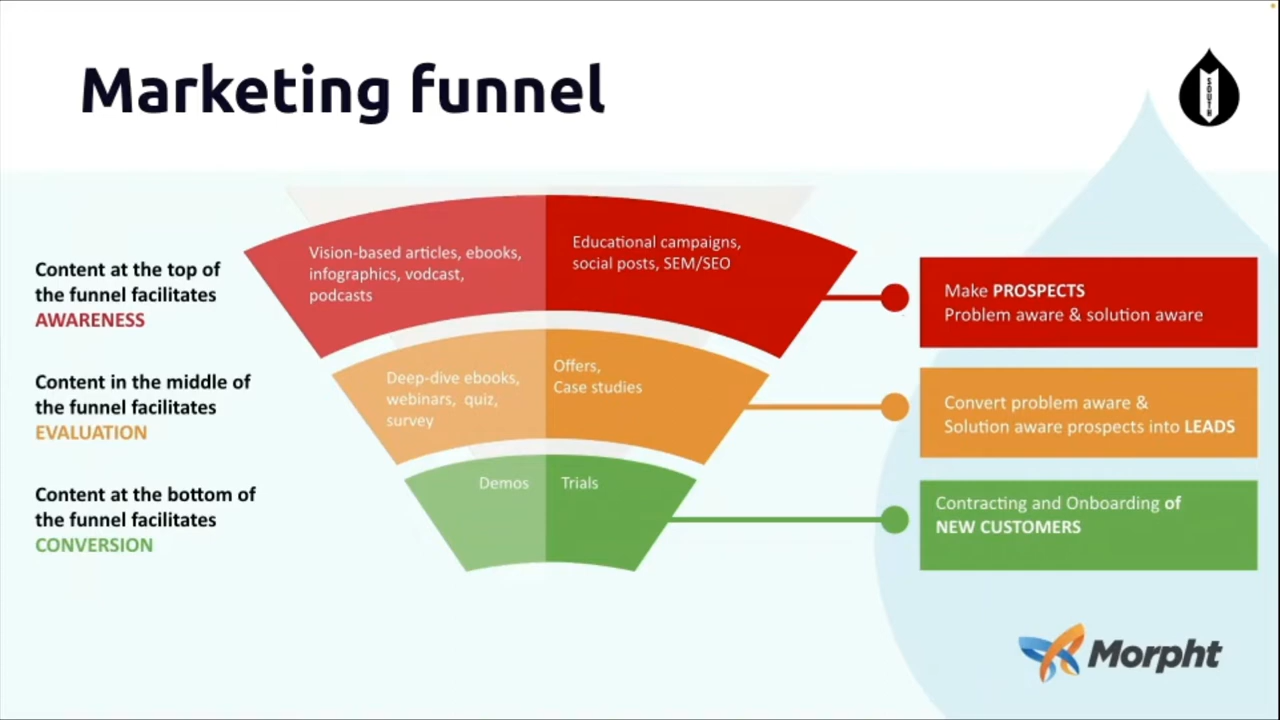 Marketing funnel
SOUTH
Content at the top of
the funnel facilitates
AWARENESS
Vision-based articles, ebooks,
infographics, vodcast,
podcasts
Educational campaigns,
social posts, SEM/SEO
Make PROSPECTS
Problem aware & solution aware
Content in the middle of
the funnel facilitates
EVALUATION
Deep-dive ebooks,
webinars, quiz,
survey
Offers,
Case studies
Convert problem aware &
Solution aware prospects into LEADS
Content at the bottom of
the funnel facilitates
CONVERSION
Demos
Trials
Contracting and Onboarding of
NEW CUSTOMERS
Morpht